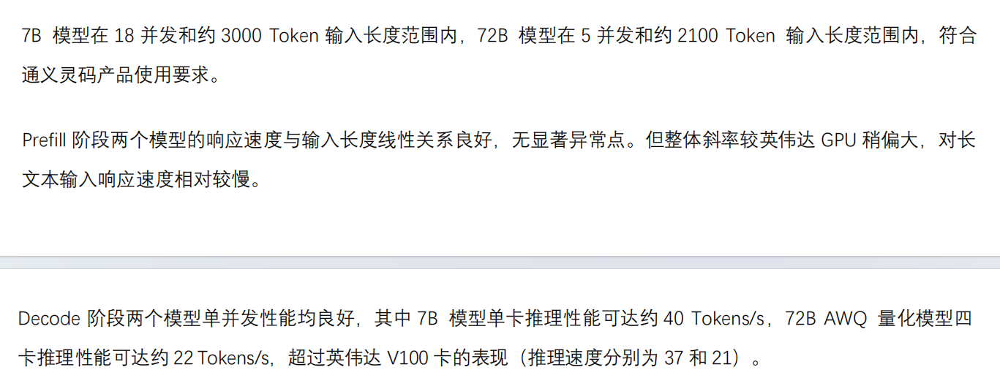 7B 模型在 18 并发和约 3000 Token 输入长度范围内，72B 模型在 5 并发和约 2100 Token 输入长度范围内，符合
通义灵码产品使用要求。
Prefill 阶段两个模型的响应速度与输入长度线性关系良好，无显著异常点。但整体斜率较英伟达 GPU 稍偏大，对长
文本输入响应速度相对较慢。
Decode 阶段两个模型单并发性能均良好，其中 7B 模型单卡推理性能可达约 40 Tokens/s，72B AWQ 量化模型四
卡推理性能可达约 22 Tokens/s，超过英伟达 V100 卡的表现（推理速度分别为 37 和 21）。